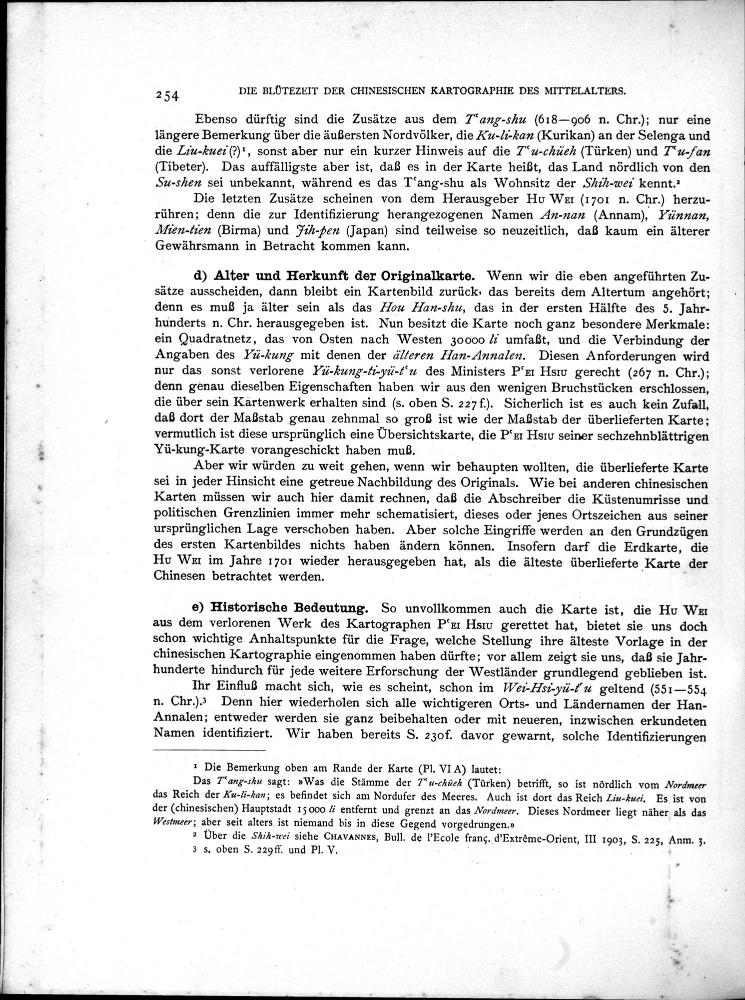 254
DIE BLÜTEZEIT DER CHINESISCHEN KARTOGRAPHIE DES MITTELALTERS.
Ebenso dürftig sind die Zusätze aus dem Tʿang-shu (618—906 n. Chr.); nur eine
längere Bemerkung über die äußersten Nordvölker, die Ku-li-kan (Kurikan) an der Selenga und
die Liu-kuei(?)¹, sonst aber nur ein kurzer Hinweis auf die Tʿu-chüeh (Türken) und Tʿu-fan
(Tibeter). Das auffälligste aber ist, daß es in der Karte heißt, das Land nördlich von den
Su-shen sei unbekannt, während es das Tʿang-shu als Wohnsitz der Shih-wei kennt.²
Die letzten Zusätze scheinen von dem Herausgeber Hu Wei (1701 n. Chr.) herzu-
rühren; denn die zur Identifizierung herangezogenen Namen An-nan (Annam), Yünnan,
Mien-tien (Birma) und Jih-pen (Japan) sind teilweise so neuzeitlich, daß kaum ein älterer
Gewährsmann in Betracht kommen kann.
d) Alter und Herkunft der Originalkarte. Wenn wir die eben angeführten Zu-
sätze ausscheiden, dann bleibt ein Kartenbild zurück, das bereits dem Altertum angehört;
denn es muß ja älter sein als das Hou Han-shu, das in der ersten Hälfte des 5. Jahr-
hunderts n. Chr. herausgegeben ist. Nun besitzt die Karte noch ganz besondere Merkmale:
ein Quadratnetz, das von Osten nach Westen 30000 li umfaßt, und die Verbindung der
Angaben des Yü-kung mit denen der älteren Han-Annalen. Diesen Anforderungen wird
nur das sonst verlorene Yü-kung-ti-yü-tʿu des Ministers Pʿei Hsiu gerecht (267 n. Chr.);
denn genau dieselben Eigenschaften haben wir aus den wenigen Bruchstücken erschlossen,
die über sein Kartenwerk erhalten sind (s. oben S. 227 f.). Sicherlich ist es auch kein Zufall,
daß dort der Maßstab genau zehnmal so groß ist wie der Maßstab der überlieferten Karte;
vermutlich ist diese ursprünglich eine Übersichtskarte, die Pʿei Hsiu seiner sechzehnblättrigen
Yü-kung-Karte vorangeschickt haben muß.
Aber wir würden zu weit gehen, wenn wir behaupten wollten, die überlieferte Karte
sei in jeder Hinsicht eine getreue Nachbildung des Originals. Wie bei anderen chinesischen
Karten müssen wir auch hier damit rechnen, daß die Abschreiber die Küstenumrisse und
politischen Grenzlinien immer mehr schematisiert, dieses oder jenes Ortszeichen aus seiner
ursprünglichen Lage verschoben haben. Aber solche Eingriffe werden an den Grundzügen
des ersten Kartenbildes nichts haben ändern können. Insofern darf die Erdkarte, die
Hu Wei im Jahre 1701 wieder herausgegeben hat, als die älteste überlieferte Karte der
Chinesen betrachtet werden.
e) Historische Bedeutung. So unvollkommen auch die Karte ist, die Hu Wei
aus dem verlorenen Werk des Kartographen Pʿei Hsiu gerettet hat, bietet sie uns doch
schon wichtige Anhaltspunkte für die Frage, welche Stellung ihre älteste Vorlage in der
chinesischen Kartographie eingenommen haben dürfte; vor allem zeigt sie uns, daß sie Jahr-
hunderte hindurch für jede weitere Erforschung der Westländer grundlegend geblieben ist.
Ihr Einfluß macht sich, wie es scheint, schon im Wei-Hsi-yü-tʿu geltend (551—554
n. Chr.).³ Denn hier wiederholen sich alle wichtigeren Orts- und Ländernamen der Han-
Annalen; entweder werden sie ganz beibehalten oder mit neueren, inzwischen erkundeten
Namen identifiziert. Wir haben bereits S. 230f. davor gewarnt, solche Identifizierungen
¹ Die Bemerkung oben am Rande der Karte (Pl. VI A) lautet:
Das Tʿang-shu sagt: »Was die Stämme der Tʿu-chüeh (Türken) betrifft, so ist nördlich vom Nordmeer
das Reich der Ku-li-kan; es befindet sich am Nordufer des Meeres. Auch ist dort das Reich Liu-kuei. Es ist von
der (chinesischen) Hauptstadt 15000 li entfernt und grenzt an das Nordmeer. Dieses Nordmeer liegt näher als das
Westmeer; aber seit alters ist niemand bis in diese Gegend vorgedrungen.»
² Über die Shih-wei siehe Chavannes, Bull. de l'Ecole franç. d'Extrême-Orient, III 1903, S. 225, Anm. 3.
3 s. oben S. 229ff. und Pl. V.